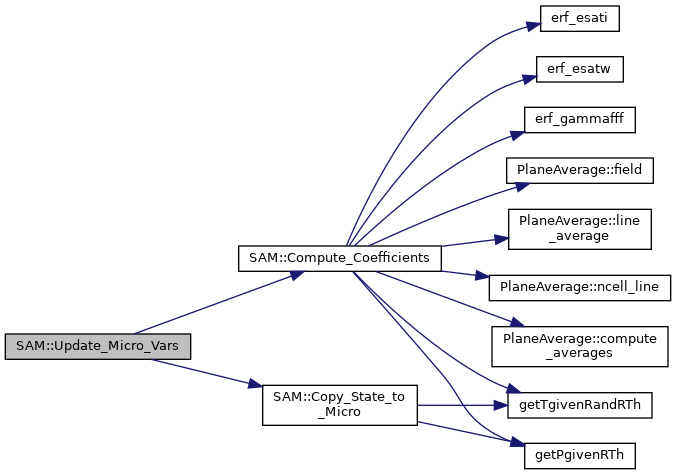 erf_esati
erf_esatw
erf_gammafff
PlaneAverage::field
PlaneAverage::line
_average
SAM::Compute_Coefficients
PlaneAverage::ncell_line
SAM::Update_Micro_Vars
PlaneAverage::compute
_averages
SAM::Copy_State_to
_Micro
getTgivenRandRTh
getPgivenRTh